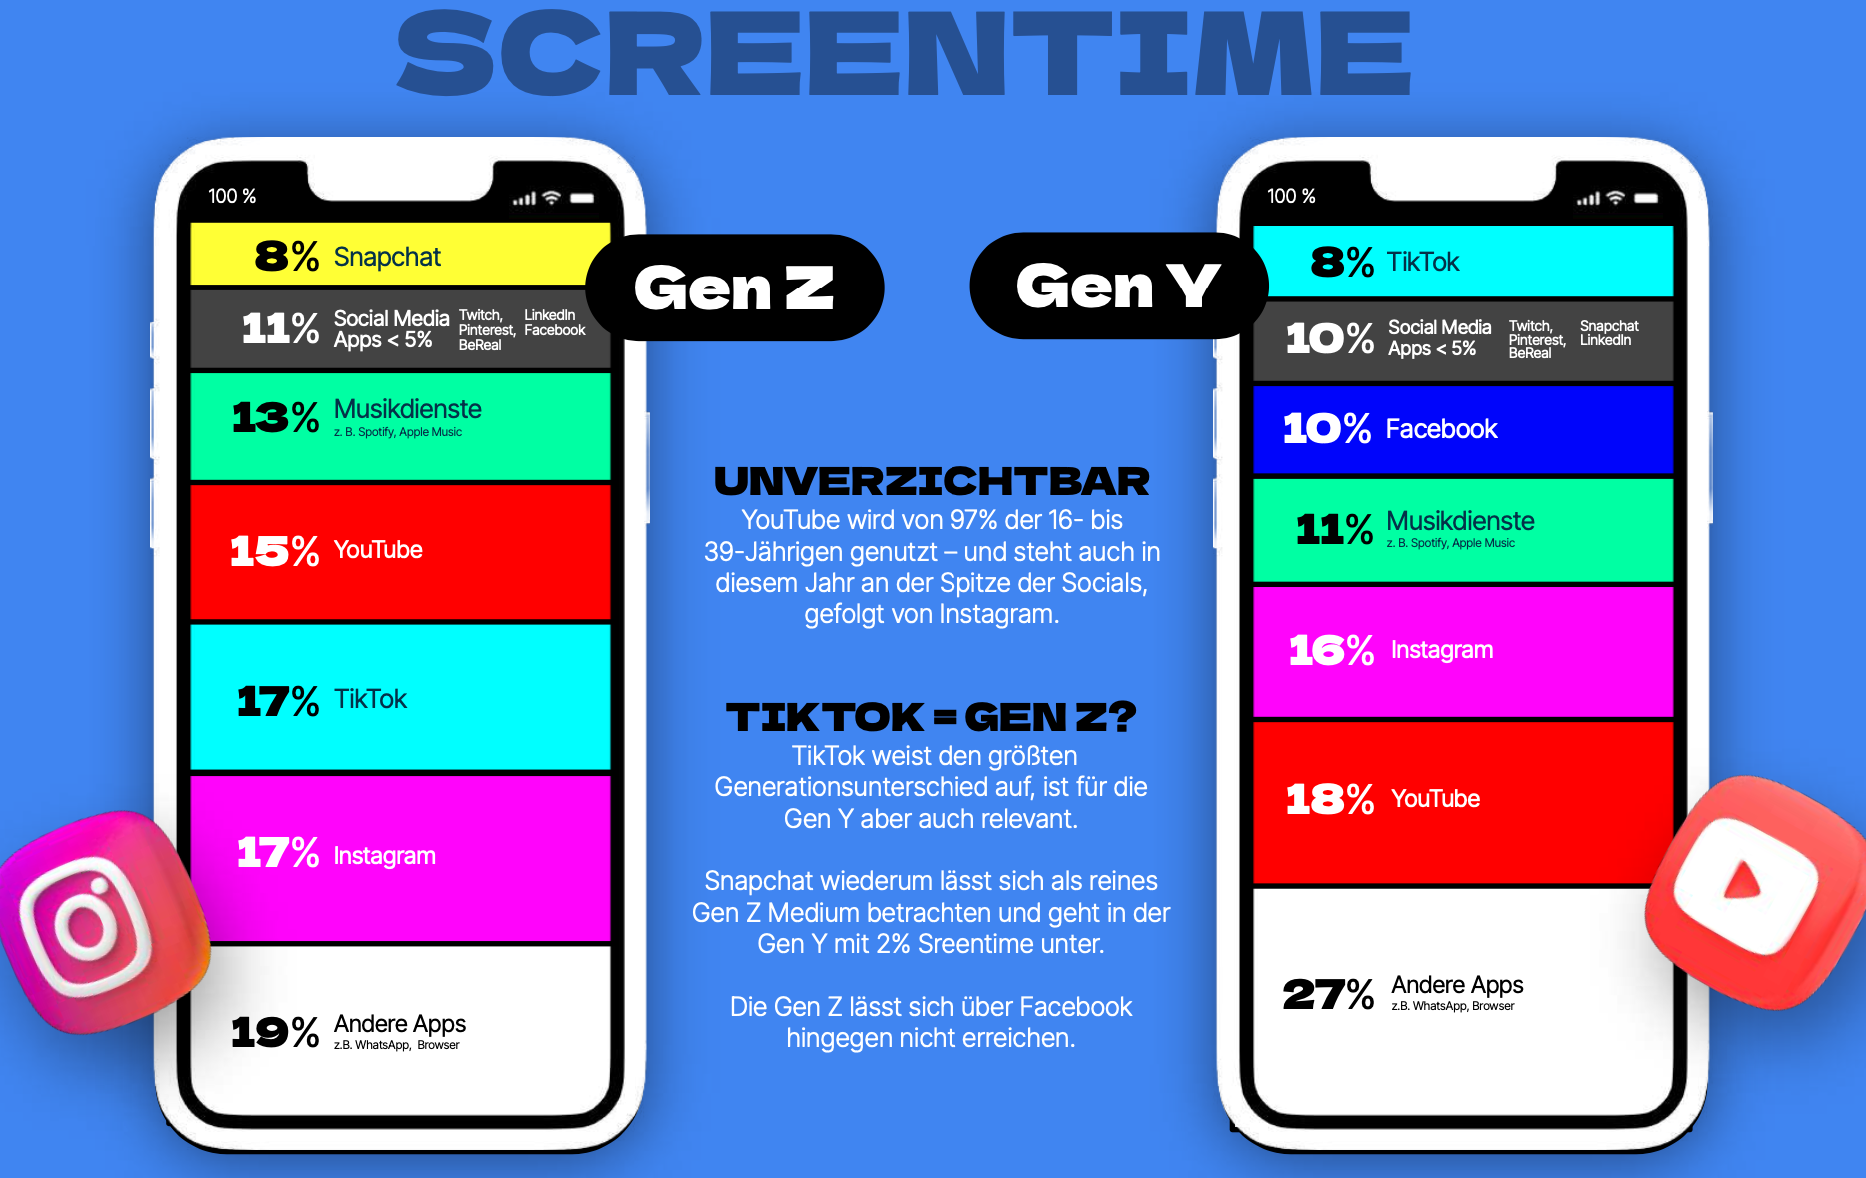 SCREENTIME
100 %
8% Snapchat
11% Social Media Apps < 5% Twitch, Pinterest, BeReal LinkedIn Facebook
13% Musikdienste
z. B. Spotify, Apple Music
15% YouTube
17% TikTok
17% Instagram
19% Andere Apps
z.B. WhatsApp, Browser
Gen Z
Gen Y
UNVERZICHTBAR
YouTube wird von 97% der 16- bis
39-Jährigen genutzt – und steht auch in
diesem Jahr an der Spitze der Socials,
gefolgt von Instagram.
TIKTOK = GEN Z?
TikTok weist den größten
Generationsunterschied auf, ist für die
Gen Y aber auch relevant.
Snapchat wiederum lässt sich als reines
Gen Z Medium betrachten und geht in der
Gen Y mit 2% Sreentime unter.
Die Gen Z lässt sich über Facebook
hingegen nicht erreichen.
100 %
8% TikTok
10% Social Media Apps < 5% Twitch, Pinterest, BeReal Snapchat LinkedIn
10% Facebook
11% Musikdienste
z. B. Spotify, Apple Music
16% Instagram
18% YouTube
27% Andere Apps
z.B. WhatsApp, Browser